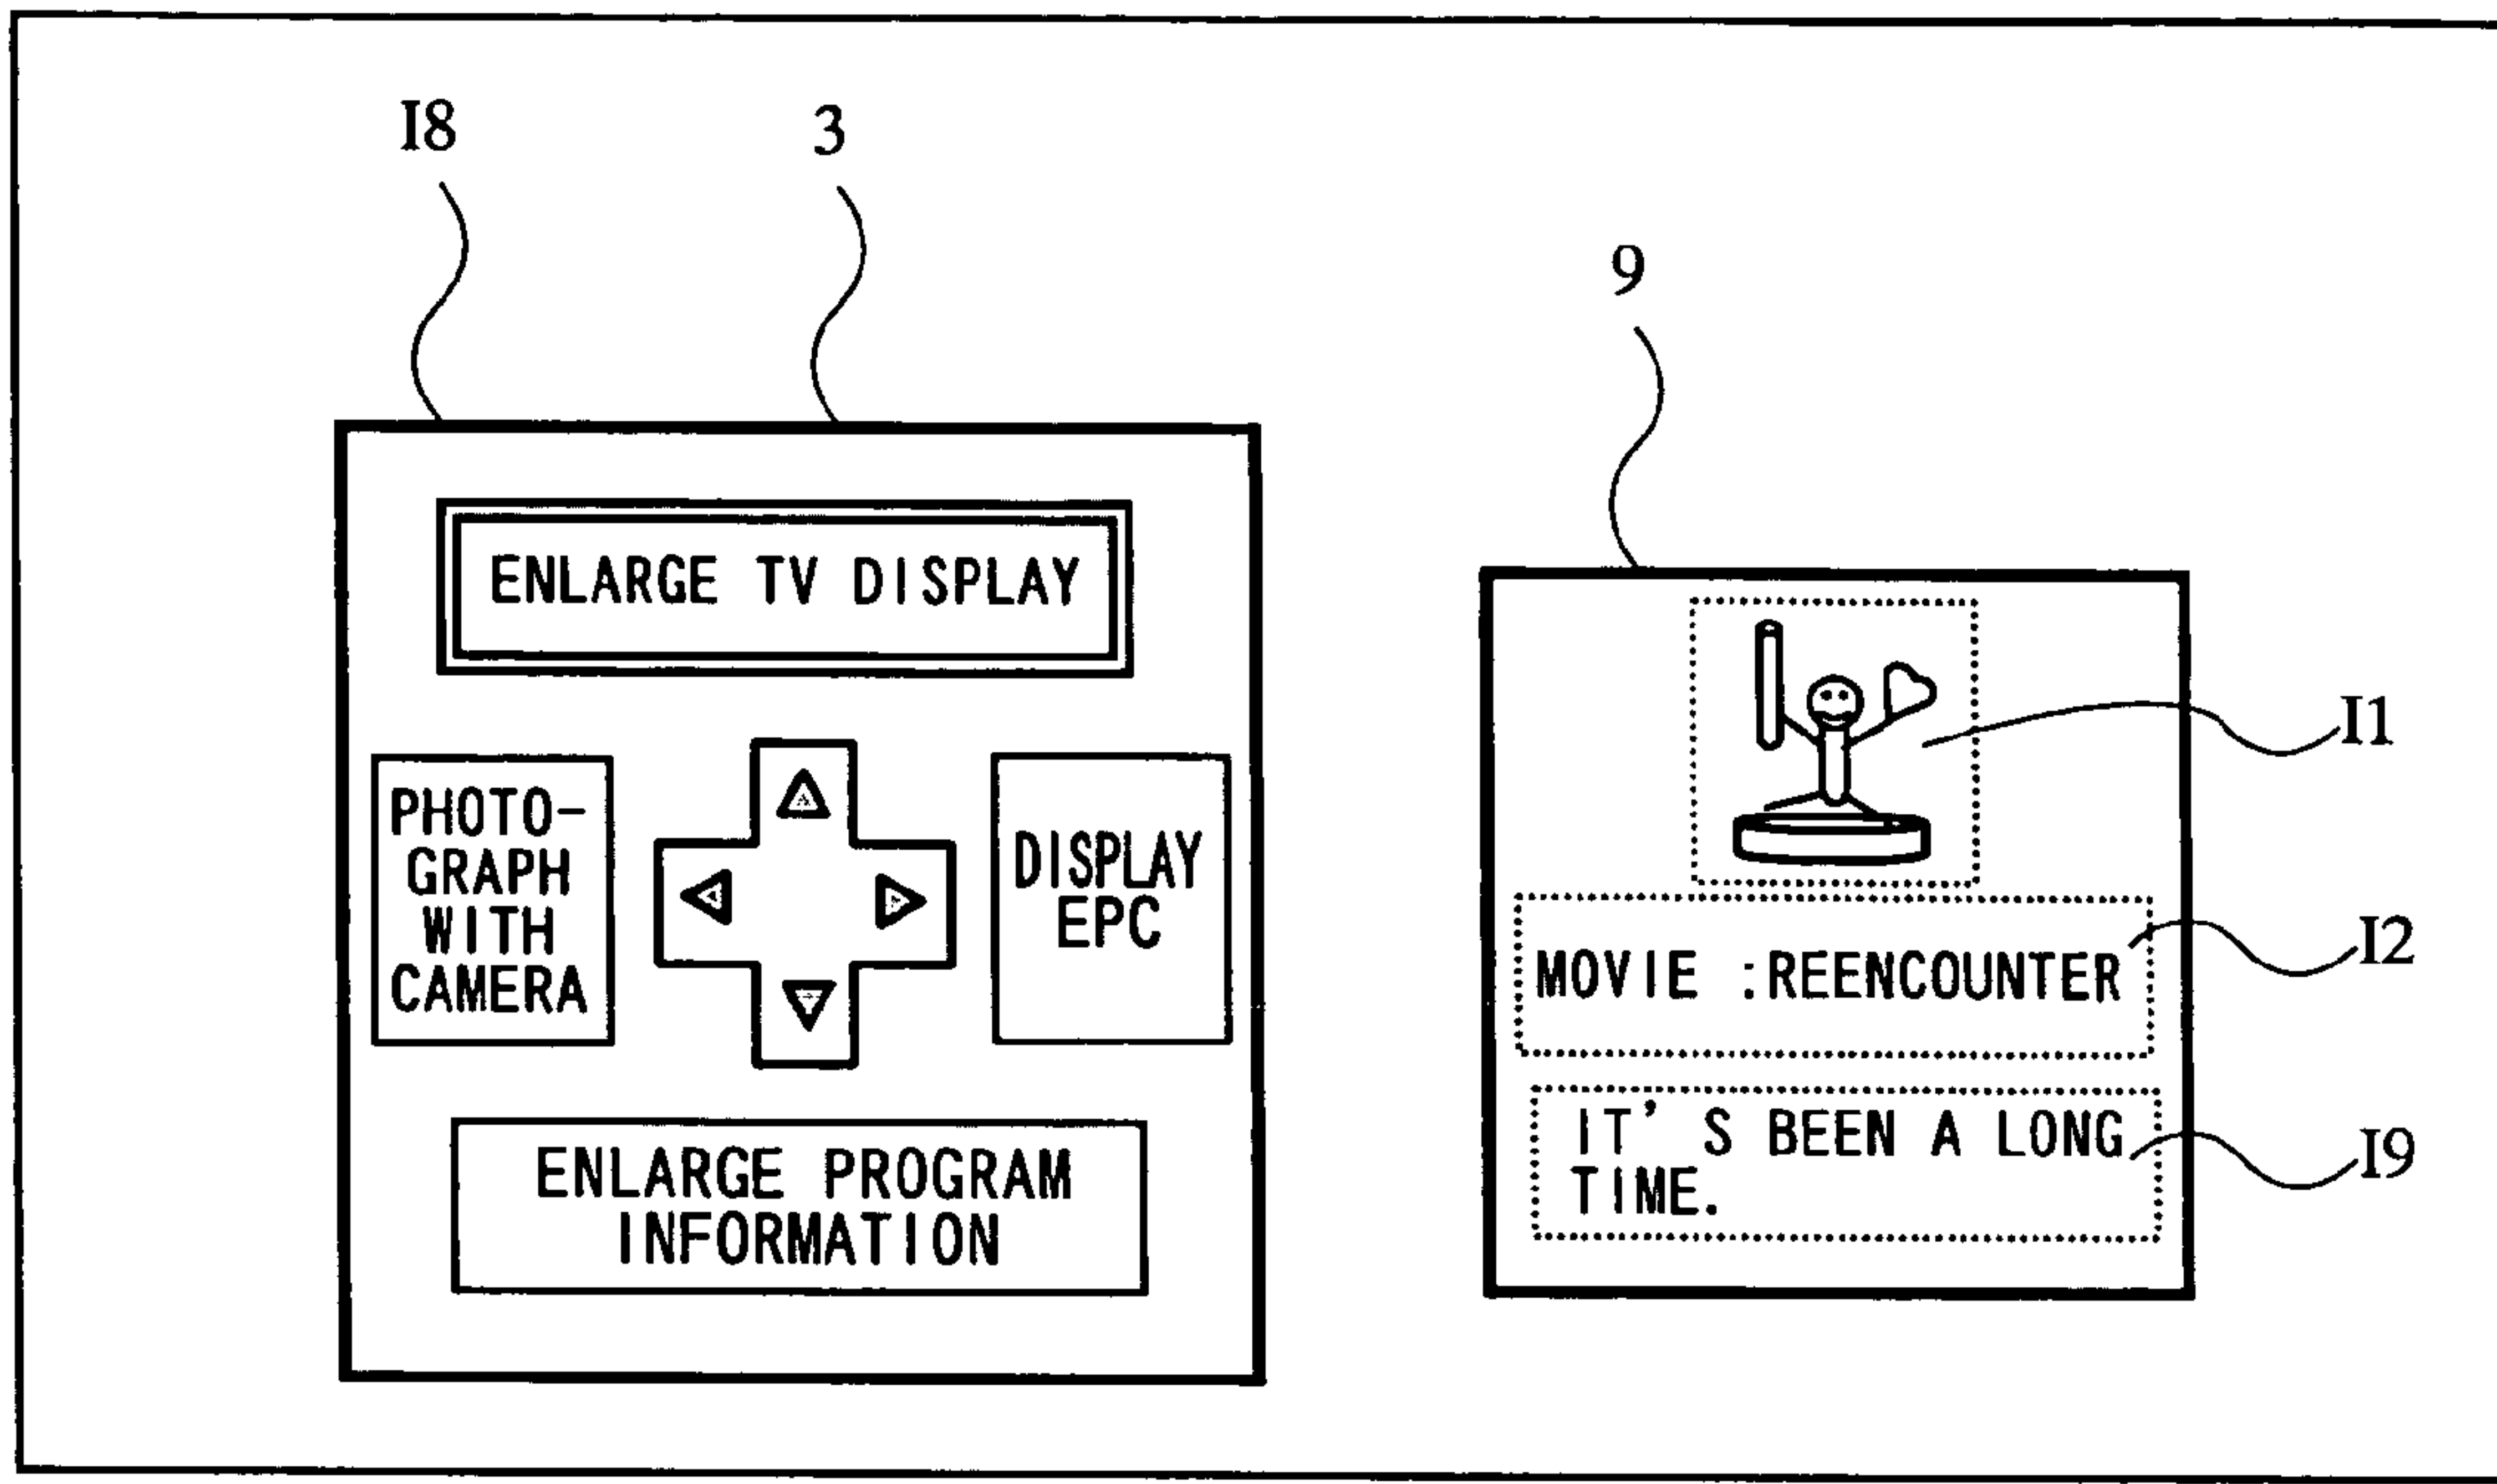 I8
3
9
ENLARGE TV DISPLAY
PHOTO-
GRAPH
WITH
CAMERA
DISPLAY
EPC
ENLARGE PROGRAM
INFORMATION
I1
I2
MOVIE :REENCOUNTER
IT'S BEEN A LONG
TIME.
I9